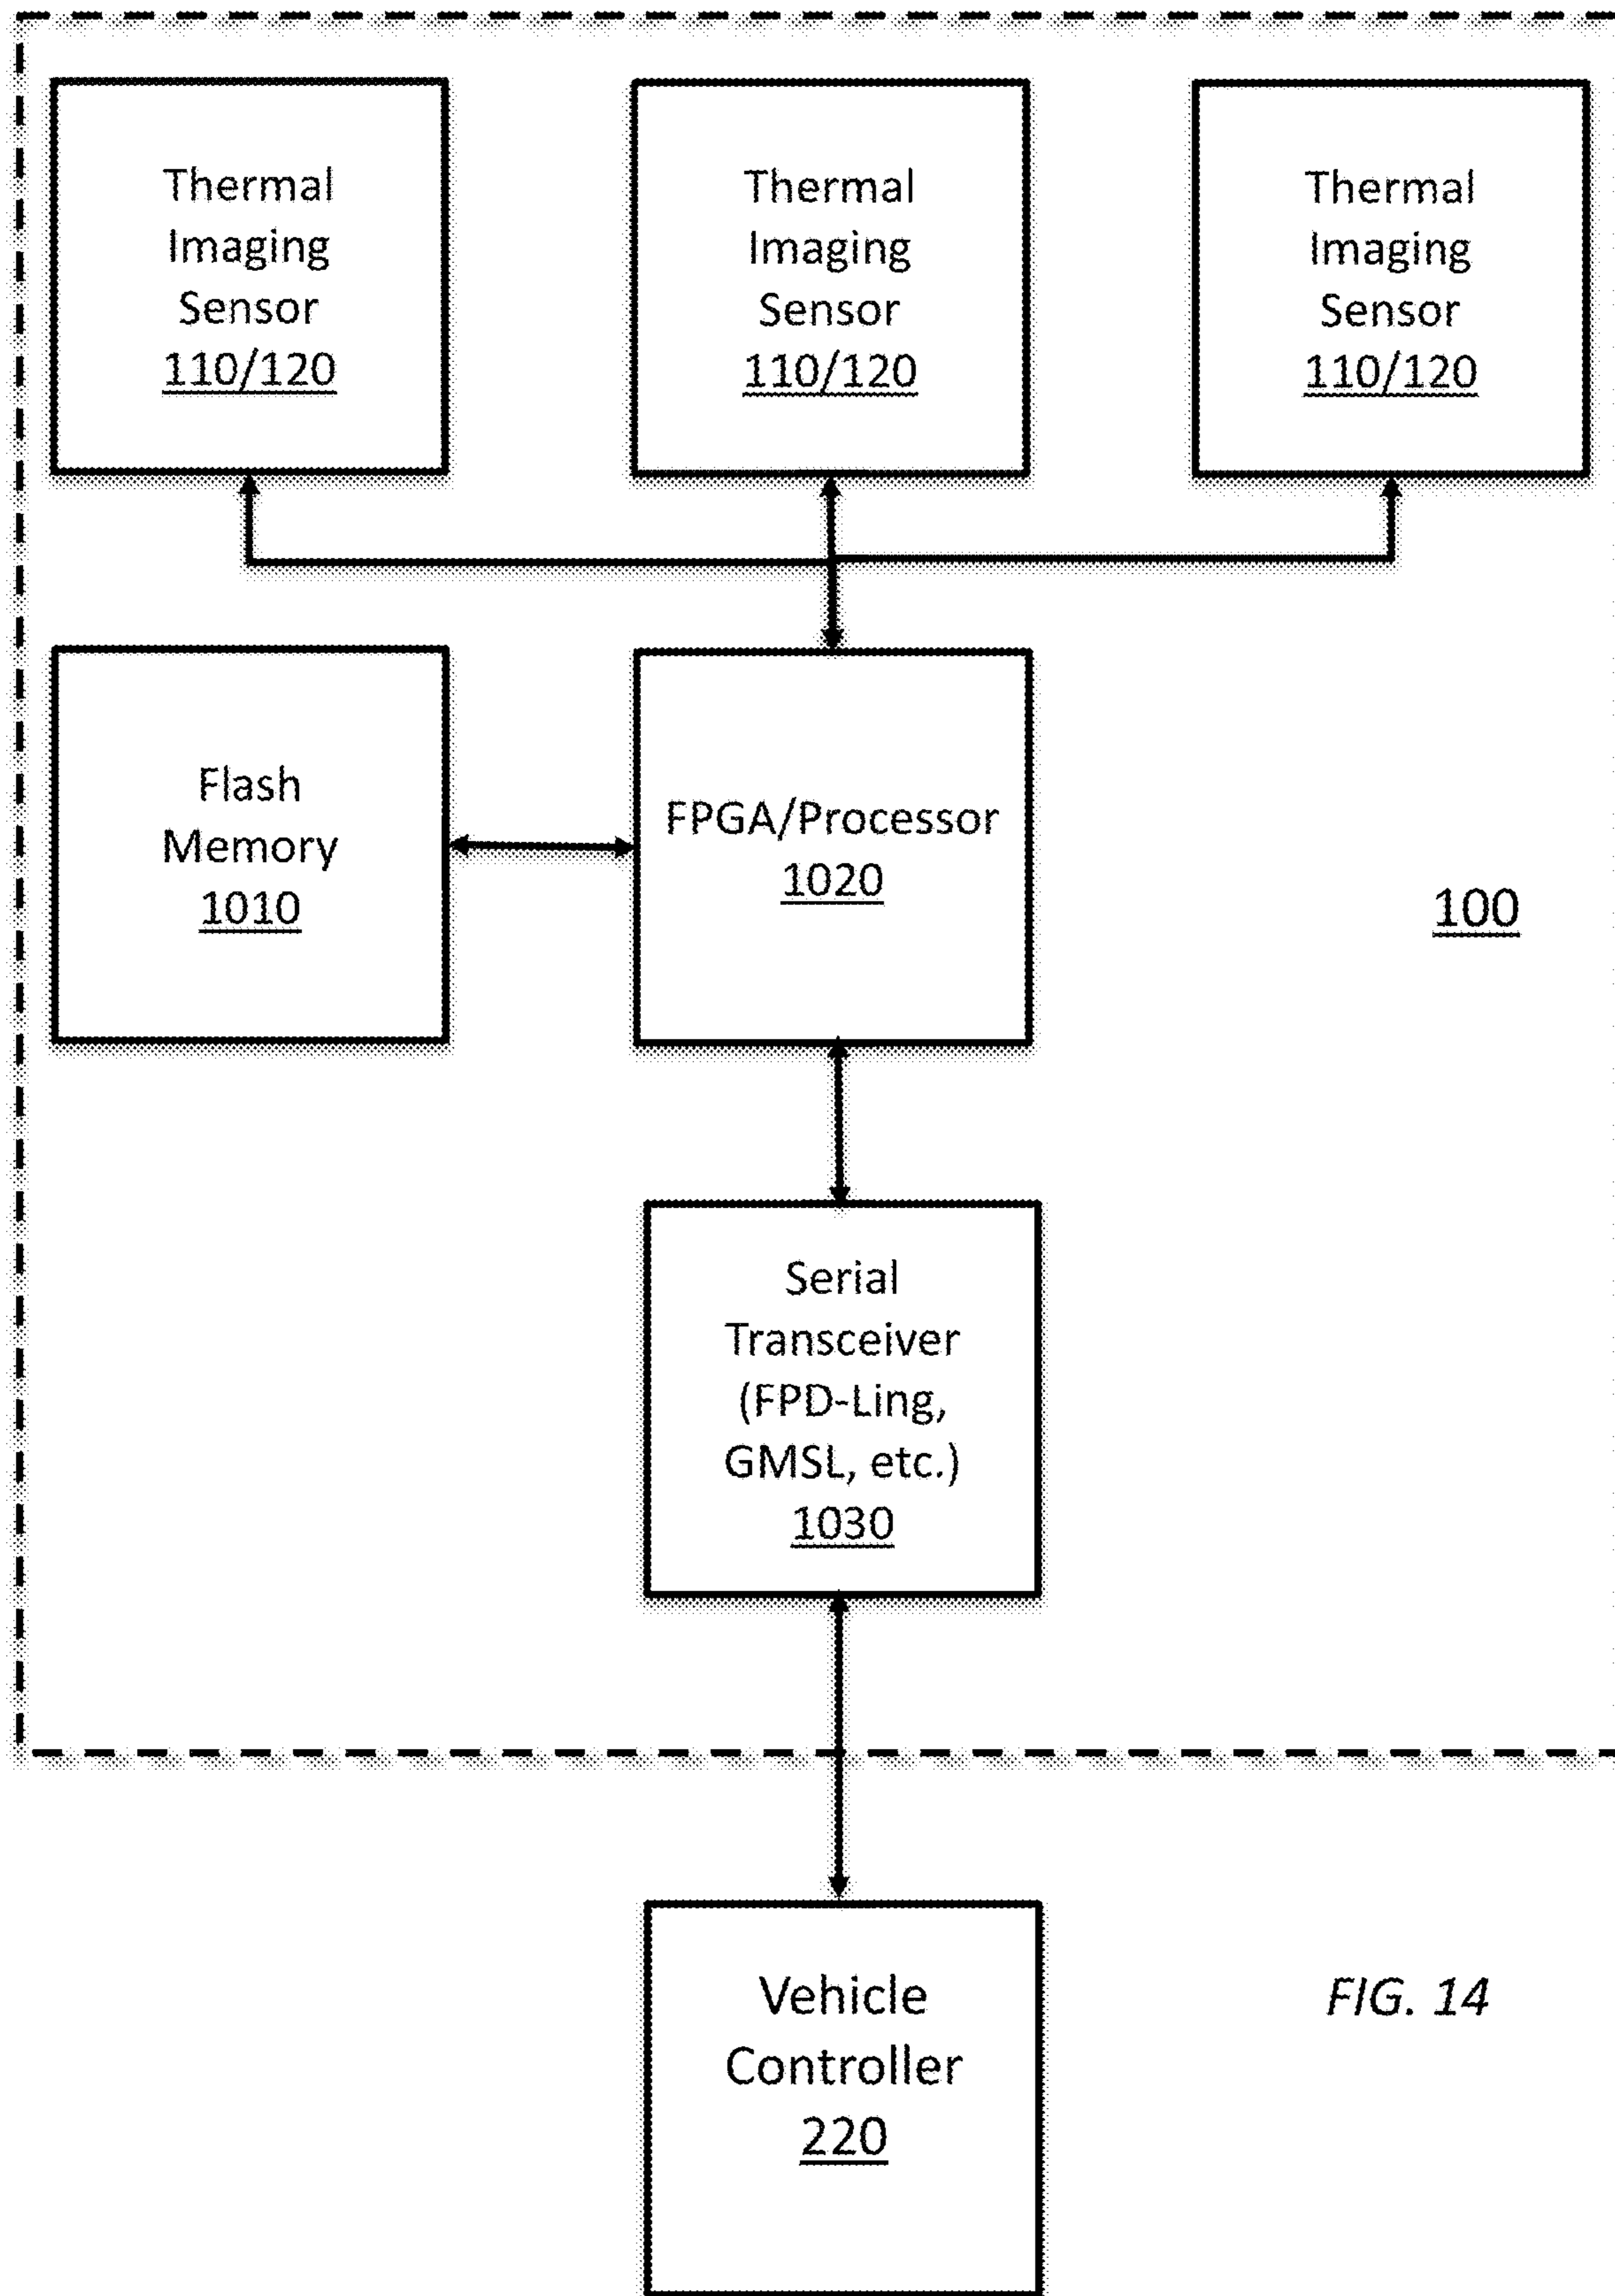 Thermal
Imaging
Sensor
110/120
Thermal
Imaging
Sensor
110/120
Thermal
Imaging
Sensor
110/120
Flash
Memory
1010
FPGA/Processor
1020
100
Serial
Transceiver
(FPD-Ling,
GMSL, etc.)
1030
Vehicle
Controller
220
FIG. 14